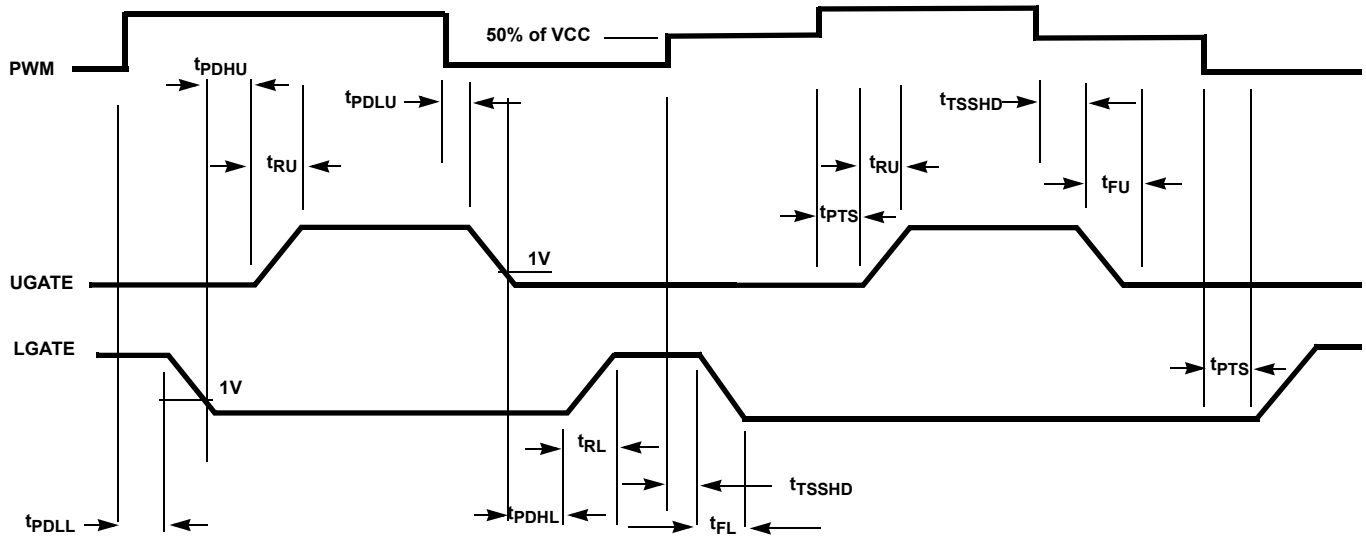 50% of VCC
PWM
tPDHU
tPDLU
tTSSHD
tRU
tRU
tFU
tPTS
1V
UGATE
LGATE
tPTS
1V
tRL
tTSSHD
tPDLL
tPDHL
tFL